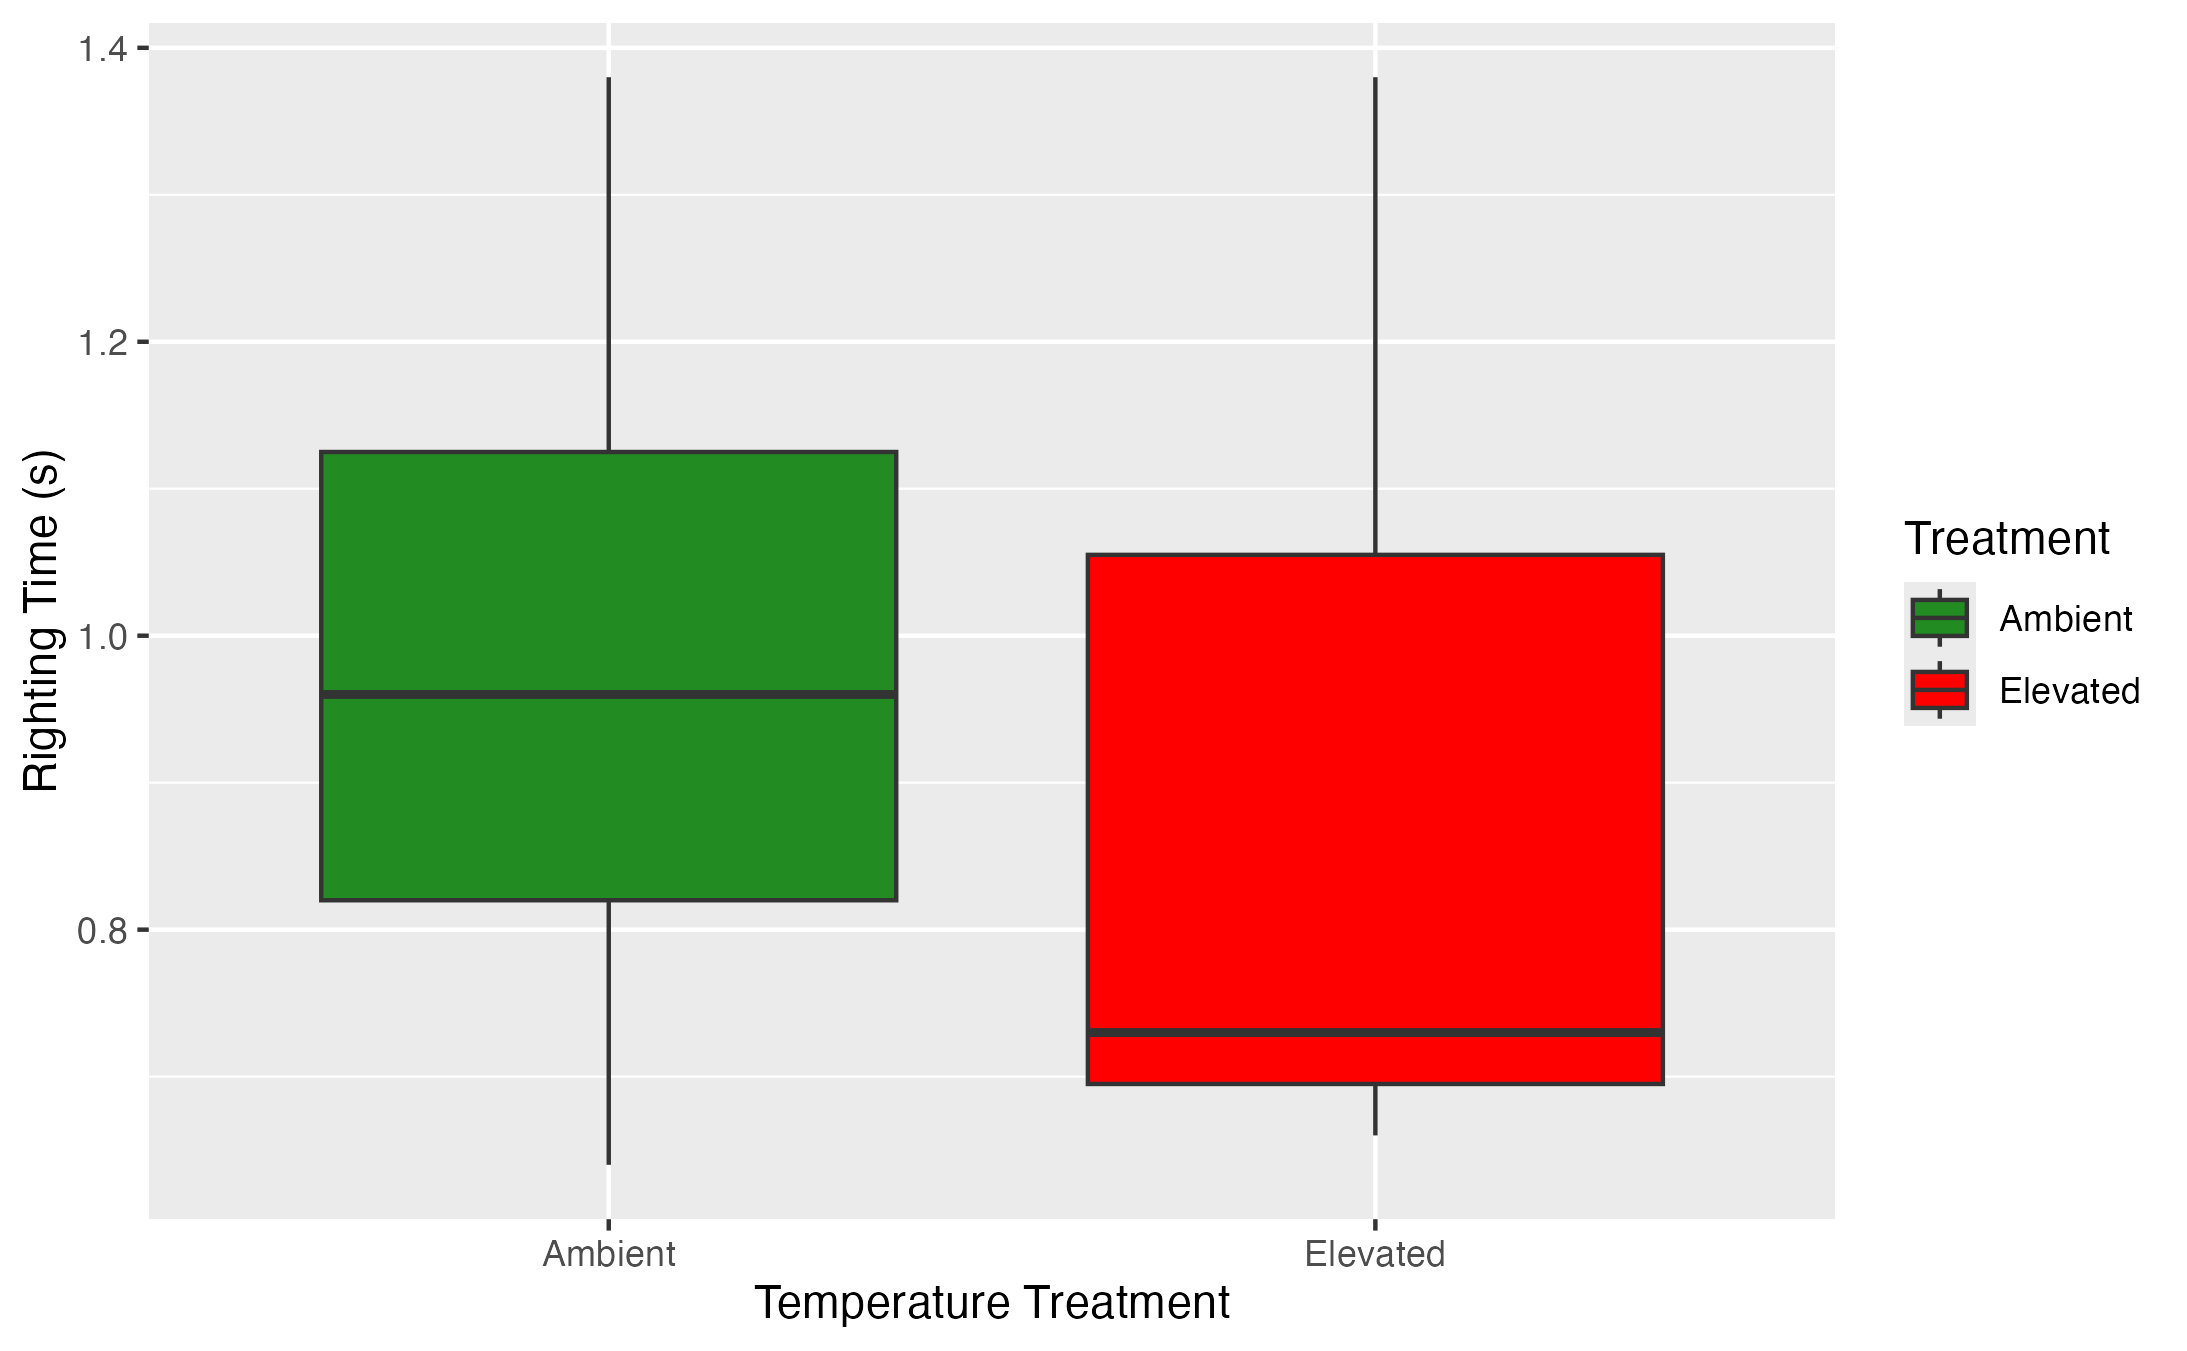 1.4
1.2
1.0
0.8
Righting Time (s)
Ambient
Elevated
Temperature Treatment
Treatment
Ambient
Elevated